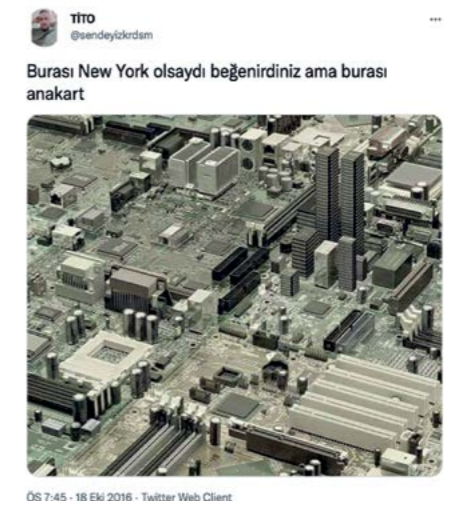 TİTO
@sendeyizkrdsm
Burası New York olsaydı beğenirdiniz ama burası
anakart
ÖS 7:45 · 18 Eki 2016 · Twitter Web Client